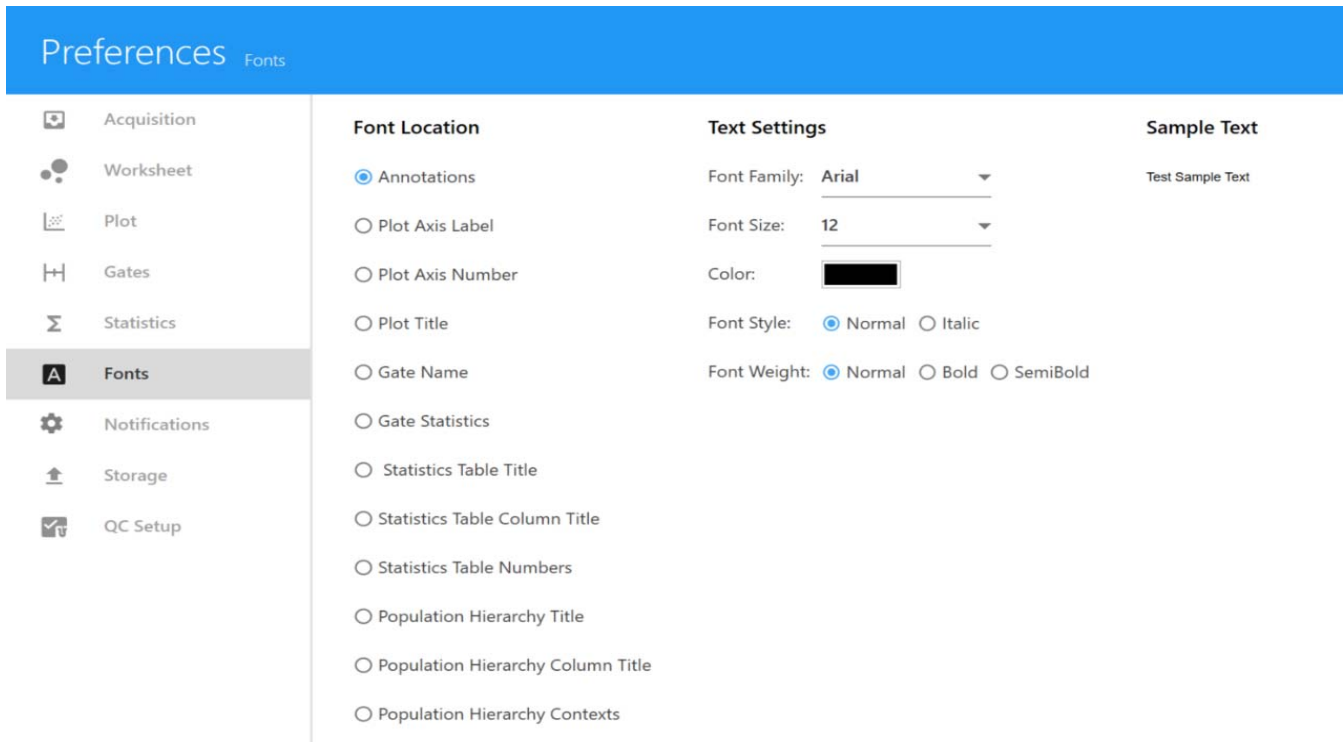 Preferences Fonts
Acquisition
Worksheet
Plot
Gates
Statistics
Fonts
Notifications
Storage
QC Setup
Font Location
Annotations
Plot Axis Label
Plot Axis Number
Plot Title
Gate Name
Gate Statistics
Statistics Table Title
Statistics Table Column Title
Statistics Table Numbers
Population Hierarchy Title
Population Hierarchy Column Title
Population Hierarchy Contexts
Text Settings
Font Family: Arial
Font Size: 12
Color:
Font Style: Normal Italic
Font Weight: Normal Bold SemiBold
Sample Text
Test Sample Text